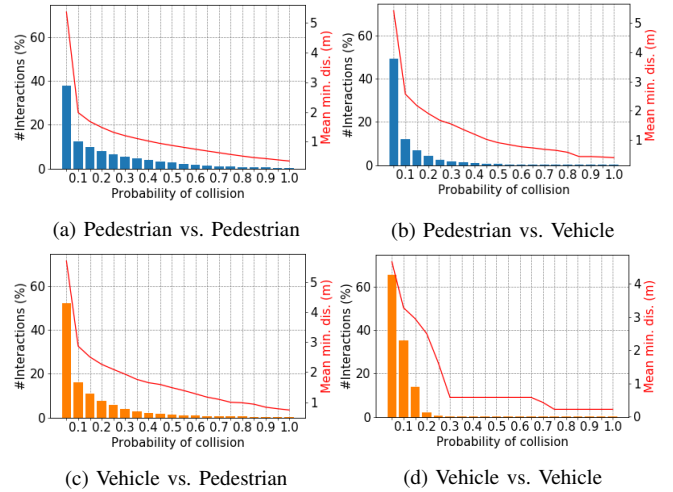 #Interactions (%)
60
40
20
0
5
4
3
2
1
Mean min. dis. (m)
0.1 0.2 0.3 0.4 0.5 0.6 0.7 0.8 0.9 1.0
Probability of collision
(a) Pedestrian vs. Pedestrian
#Interactions (%)
60
40
20
0
5
4
3
2
1
Mean min. dis. (m)
0.1 0.2 0.3 0.4 0.5 0.6 0.7 0.8 0.9 1.0
Probability of collision
(b) Pedestrian vs. Vehicle
#Interactions (%)
60
40
20
0
5
4
3
2
1
Mean min. dis. (m)
0.1 0.2 0.3 0.4 0.5 0.6 0.7 0.8 0.9 1.0
Probability of collision
(c) Vehicle vs. Pedestrian
#Interactions (%)
60
40
20
0
4
3
2
1
0
Mean min. dis. (m)
0.1 0.2 0.3 0.4 0.5 0.6 0.7 0.8 0.9 1.0
Probability of collision
(d) Vehicle vs. Vehicle